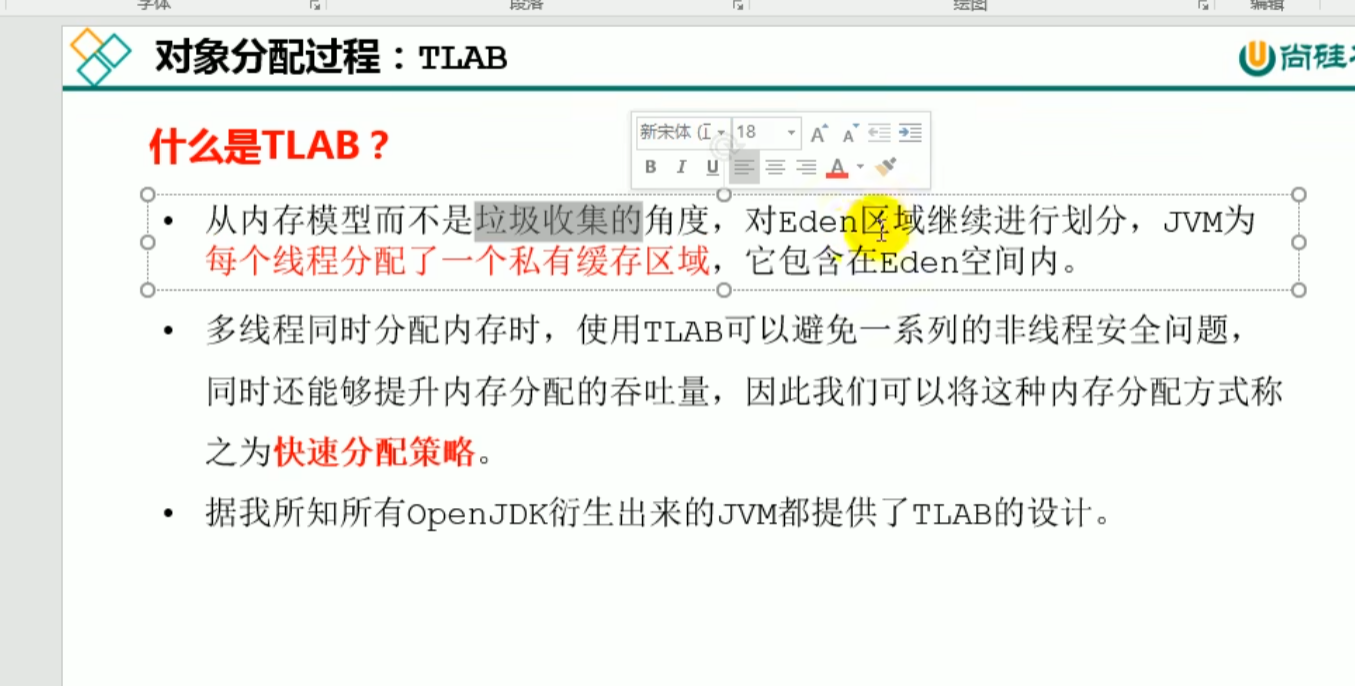 字体
段落
绘图
编辑
对象分配过程：TLAB
尚硅
什么是TLAB？
新宋体 (正
18
B I U A
• 从内存模型而不是垃圾收集的角度，对Eden区域继续进行划分，JVM为
每个线程分配了一个私有缓存区域，它包含在Eden空间内。
• 多线程同时分配内存时，使用TLAB可以避免一系列的非线程安全问题，
同时还能够提升内存分配的吞吐量，因此我们可以将这种内存分配方式称
之为快速分配策略。
• 据我所知所有OpenJDK衍生出来的JVM都提供了TLAB的设计。